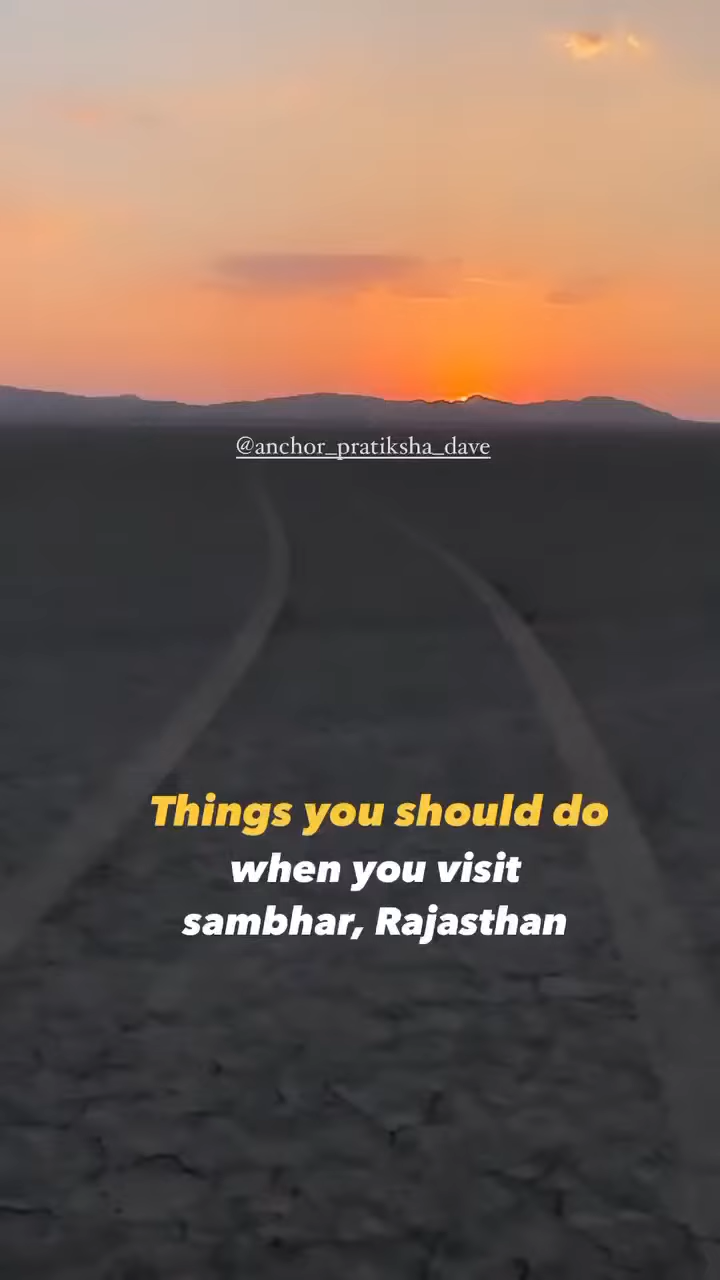 @anchor_pratiksha_dave
Things you should do
when you visit
sambhar, Rajasthan